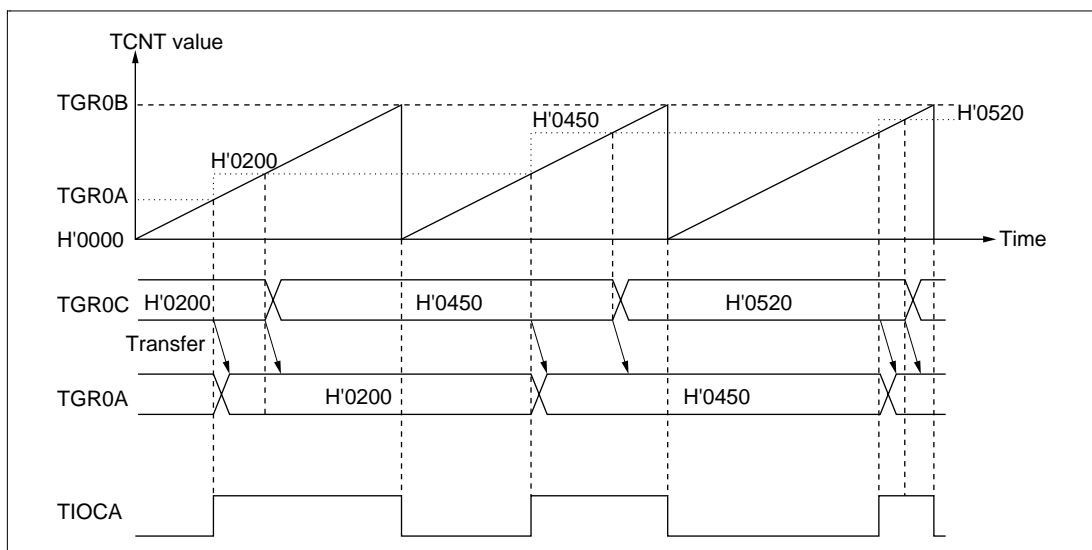 TCNT value
TGR0B
H'0520
H'0450
H'0200
TGR0A
H'0000
Time
TGR0C
H'0200
H'0450
H'0520
Transfer
TGR0A
H'0200
H'0450
TIOCA